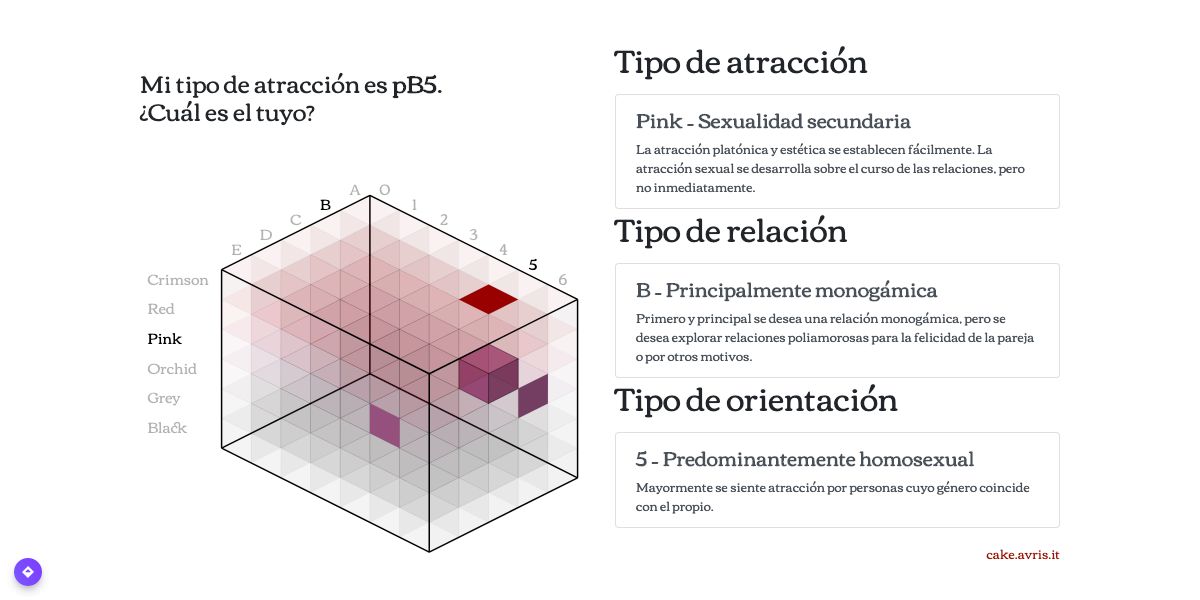 Mi tipo de atracción es pB5.
¿Cuál es el tuyo?
A
B
C
D
E
0
1
2
3
4
5
6
Crimson
Red
Pink
Orchid
Grey
Black
Tipo de atracción
Pink - Sexualidad secundaria
La atracción platónica y estética se establecen fácilmente. La
atracción sexual se desarrolla sobre el curso de las relaciones, pero
no inmediatamente.
Tipo de relación
B - Principalmente monogámica
Primero y principal se desea una relación monogámica, pero se
desea explorar relaciones poliamorosas para la felicidad de la pareja
o por otros motivos.
Tipo de orientación
5 - Predominantemente homosexual
Mayormente se siente atracción por personas cuyo género coincide
con el propio.
cake.avris.it